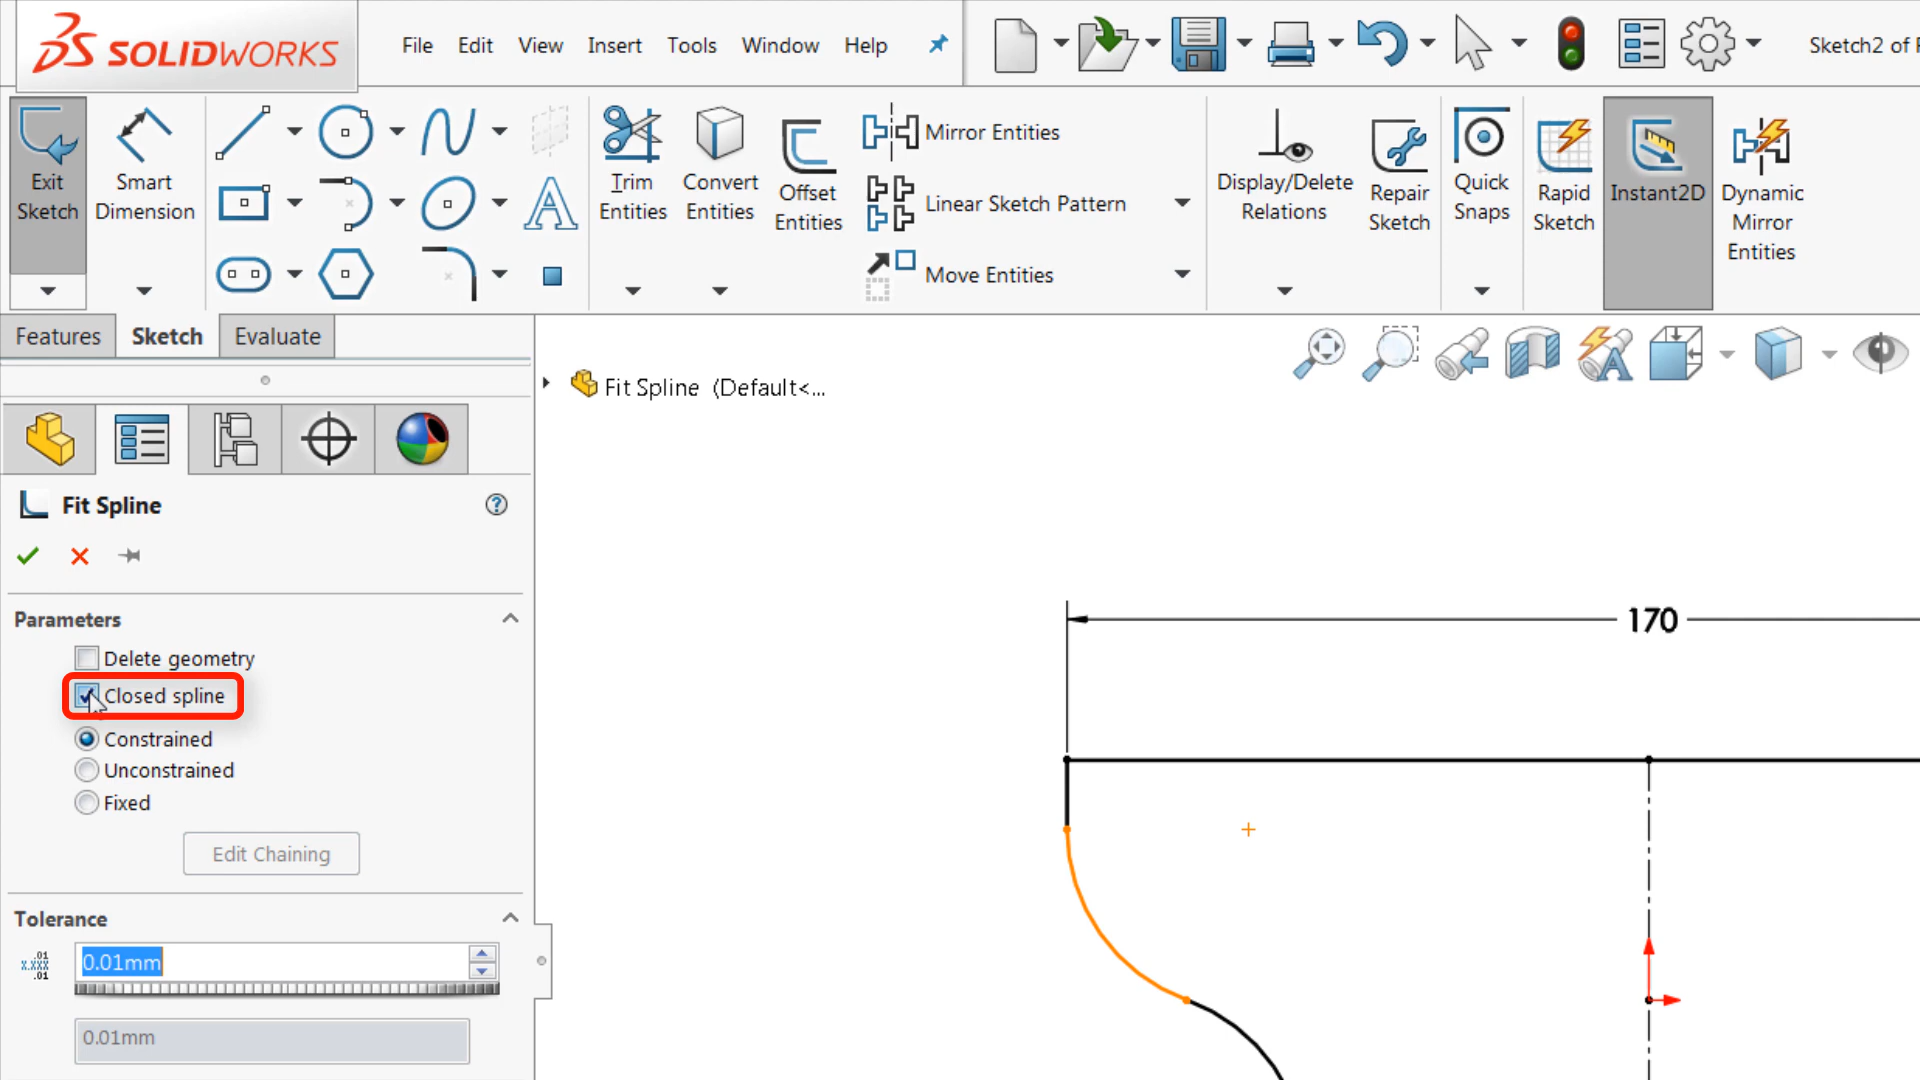 SOLIDWORKS
File Edit View Insert Tools Window Help
Sketch2 of
Exit Sketch
Smart Dimension
Trim Entities
Convert Entities
Offset Entities
Mirror Entities
Linear Sketch Pattern
Move Entities
Display/Delete Relations
Repair Sketch
Quick Snaps
Rapid Sketch
Instant2D
Dynamic Mirror Entities
Features Sketch Evaluate
Fit Spline (Default<...
Fit Spline
Parameters
Delete geometry
Closed spline
Constrained
Unconstrained
Fixed
Edit Chaining
Tolerance
0.01mm
0.01mm
170